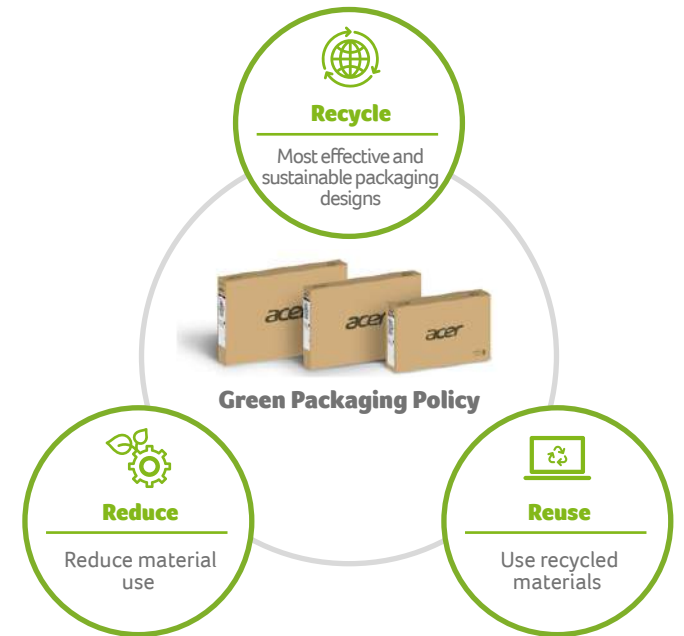 Recycle
Most effective and
sustainable packaging
designs
acer
acer
acer
Green Packaging Policy
Reduce
Reduce material
use
Reuse
Use recycled
materials